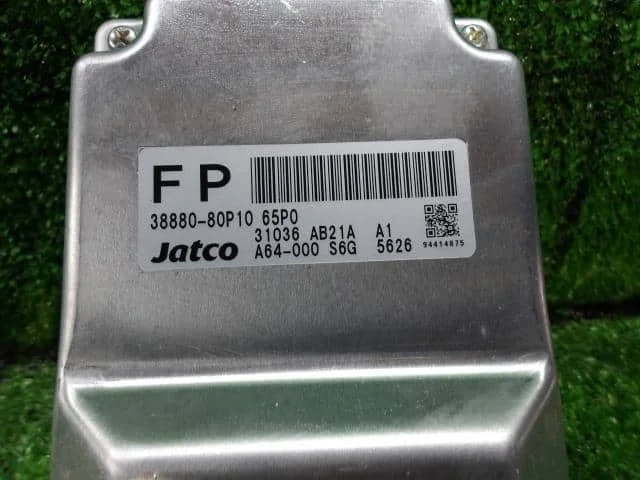 FP
38880-80P10 65P0
31036 AB21A A1
Jatco A64-000 S6G 5626
94414875